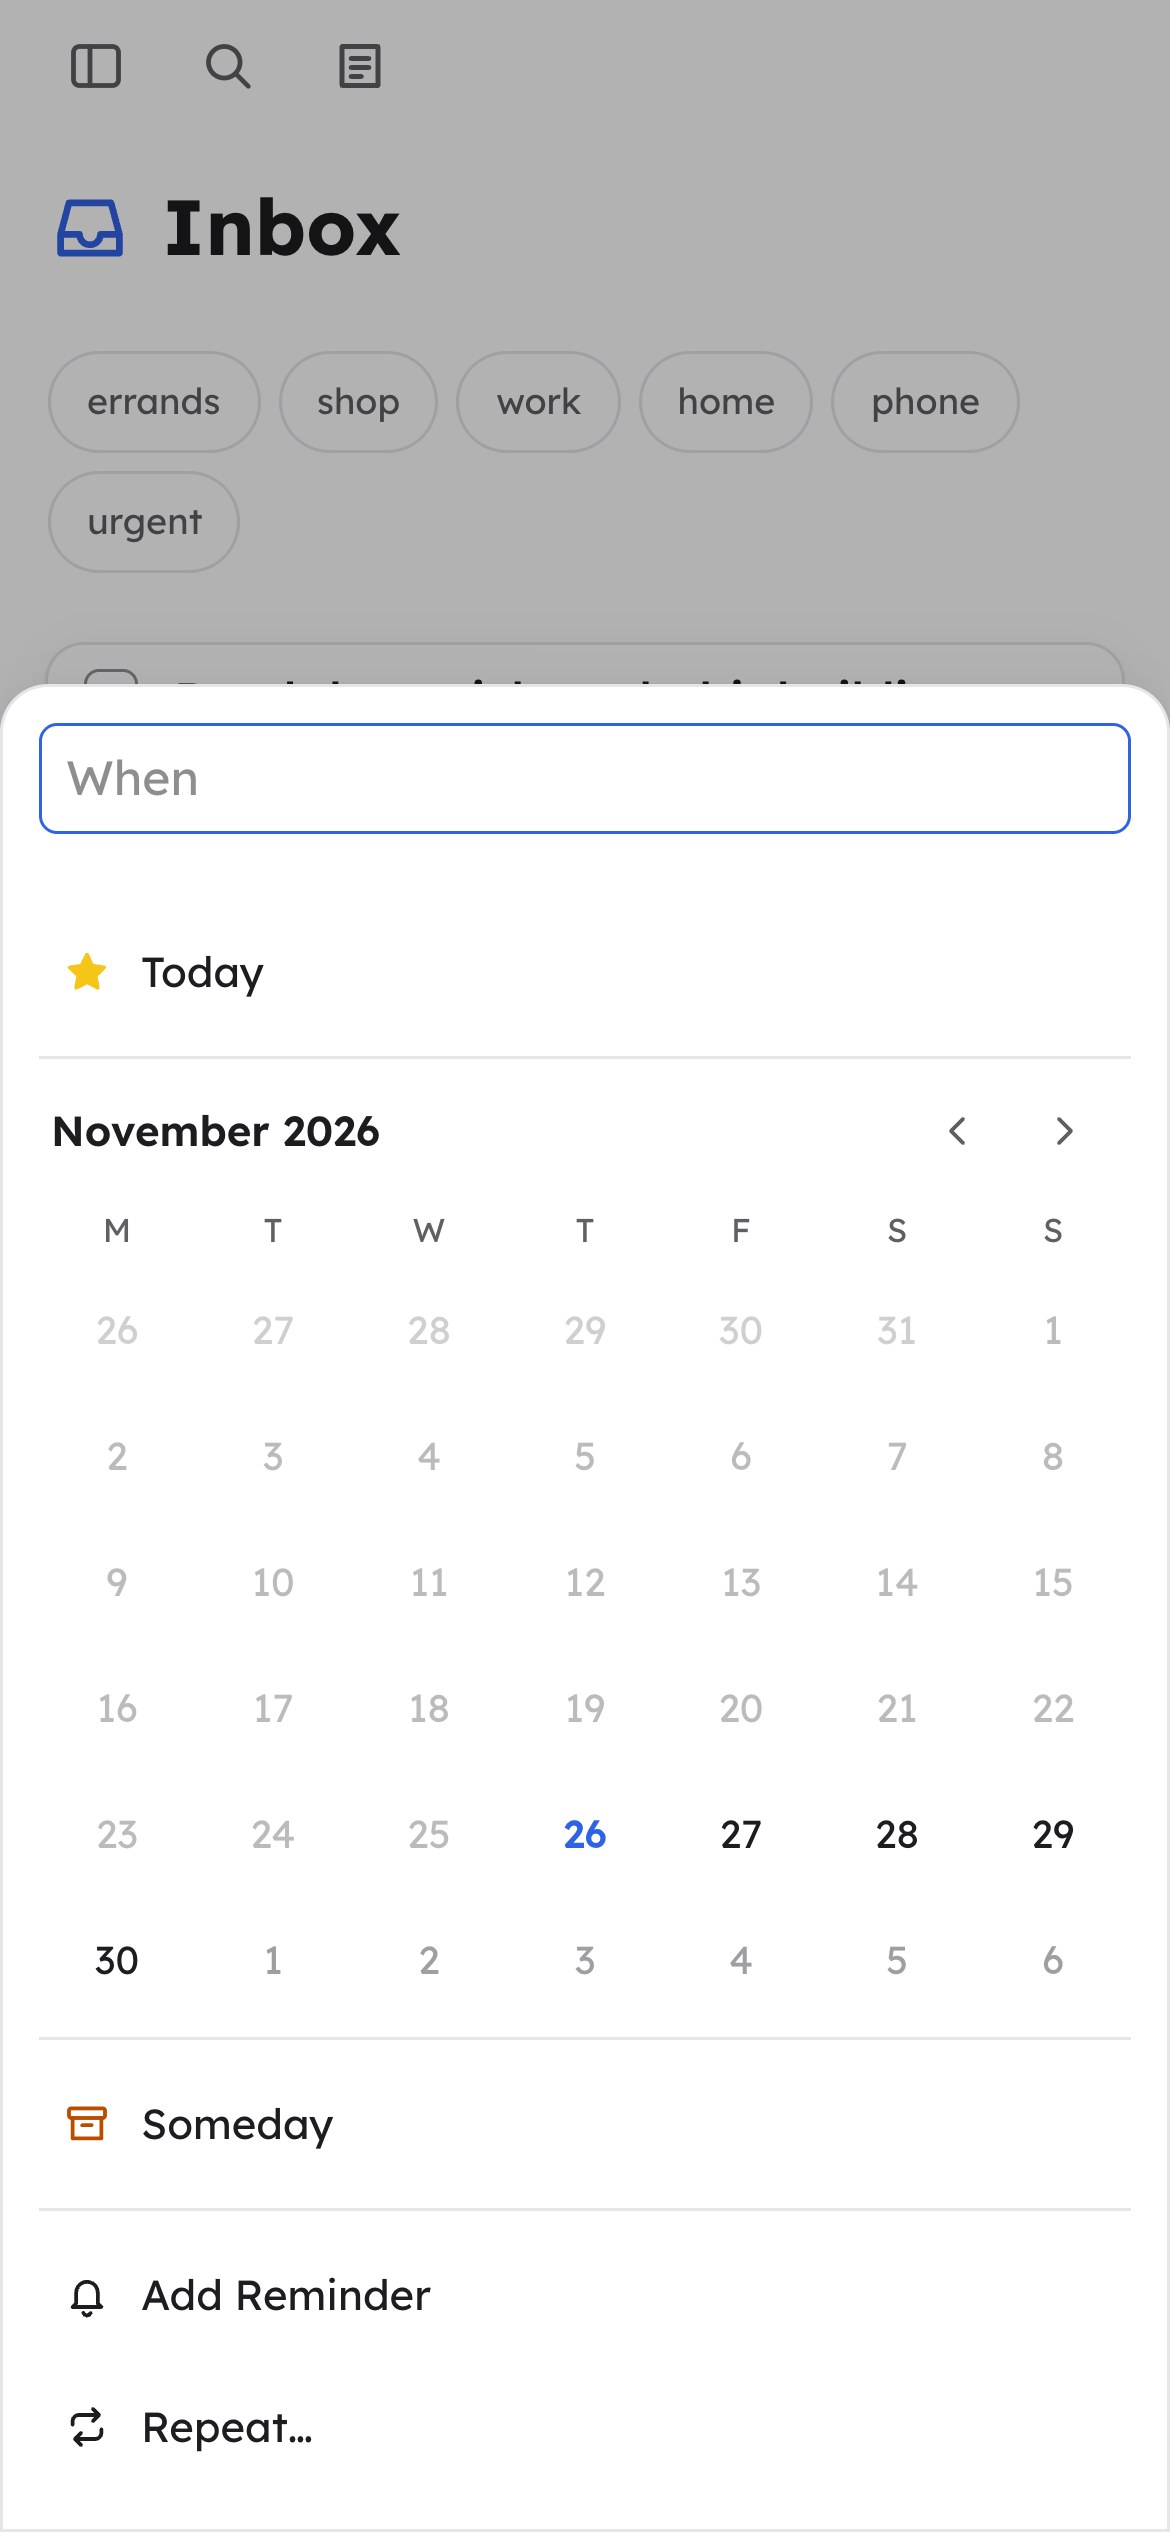 Inbox
errands shop work home phone
urgent
When
Today
November 2026
M T W T F S S
26 27 28 29 30 31 1
2 3 4 5 6 7 8
9 10 11 12 13 14 15
16 17 18 19 20 21 22
23 24 25 26 27 28 29
30 1 2 3 4 5 6
Someday
Add Reminder
Repeat...